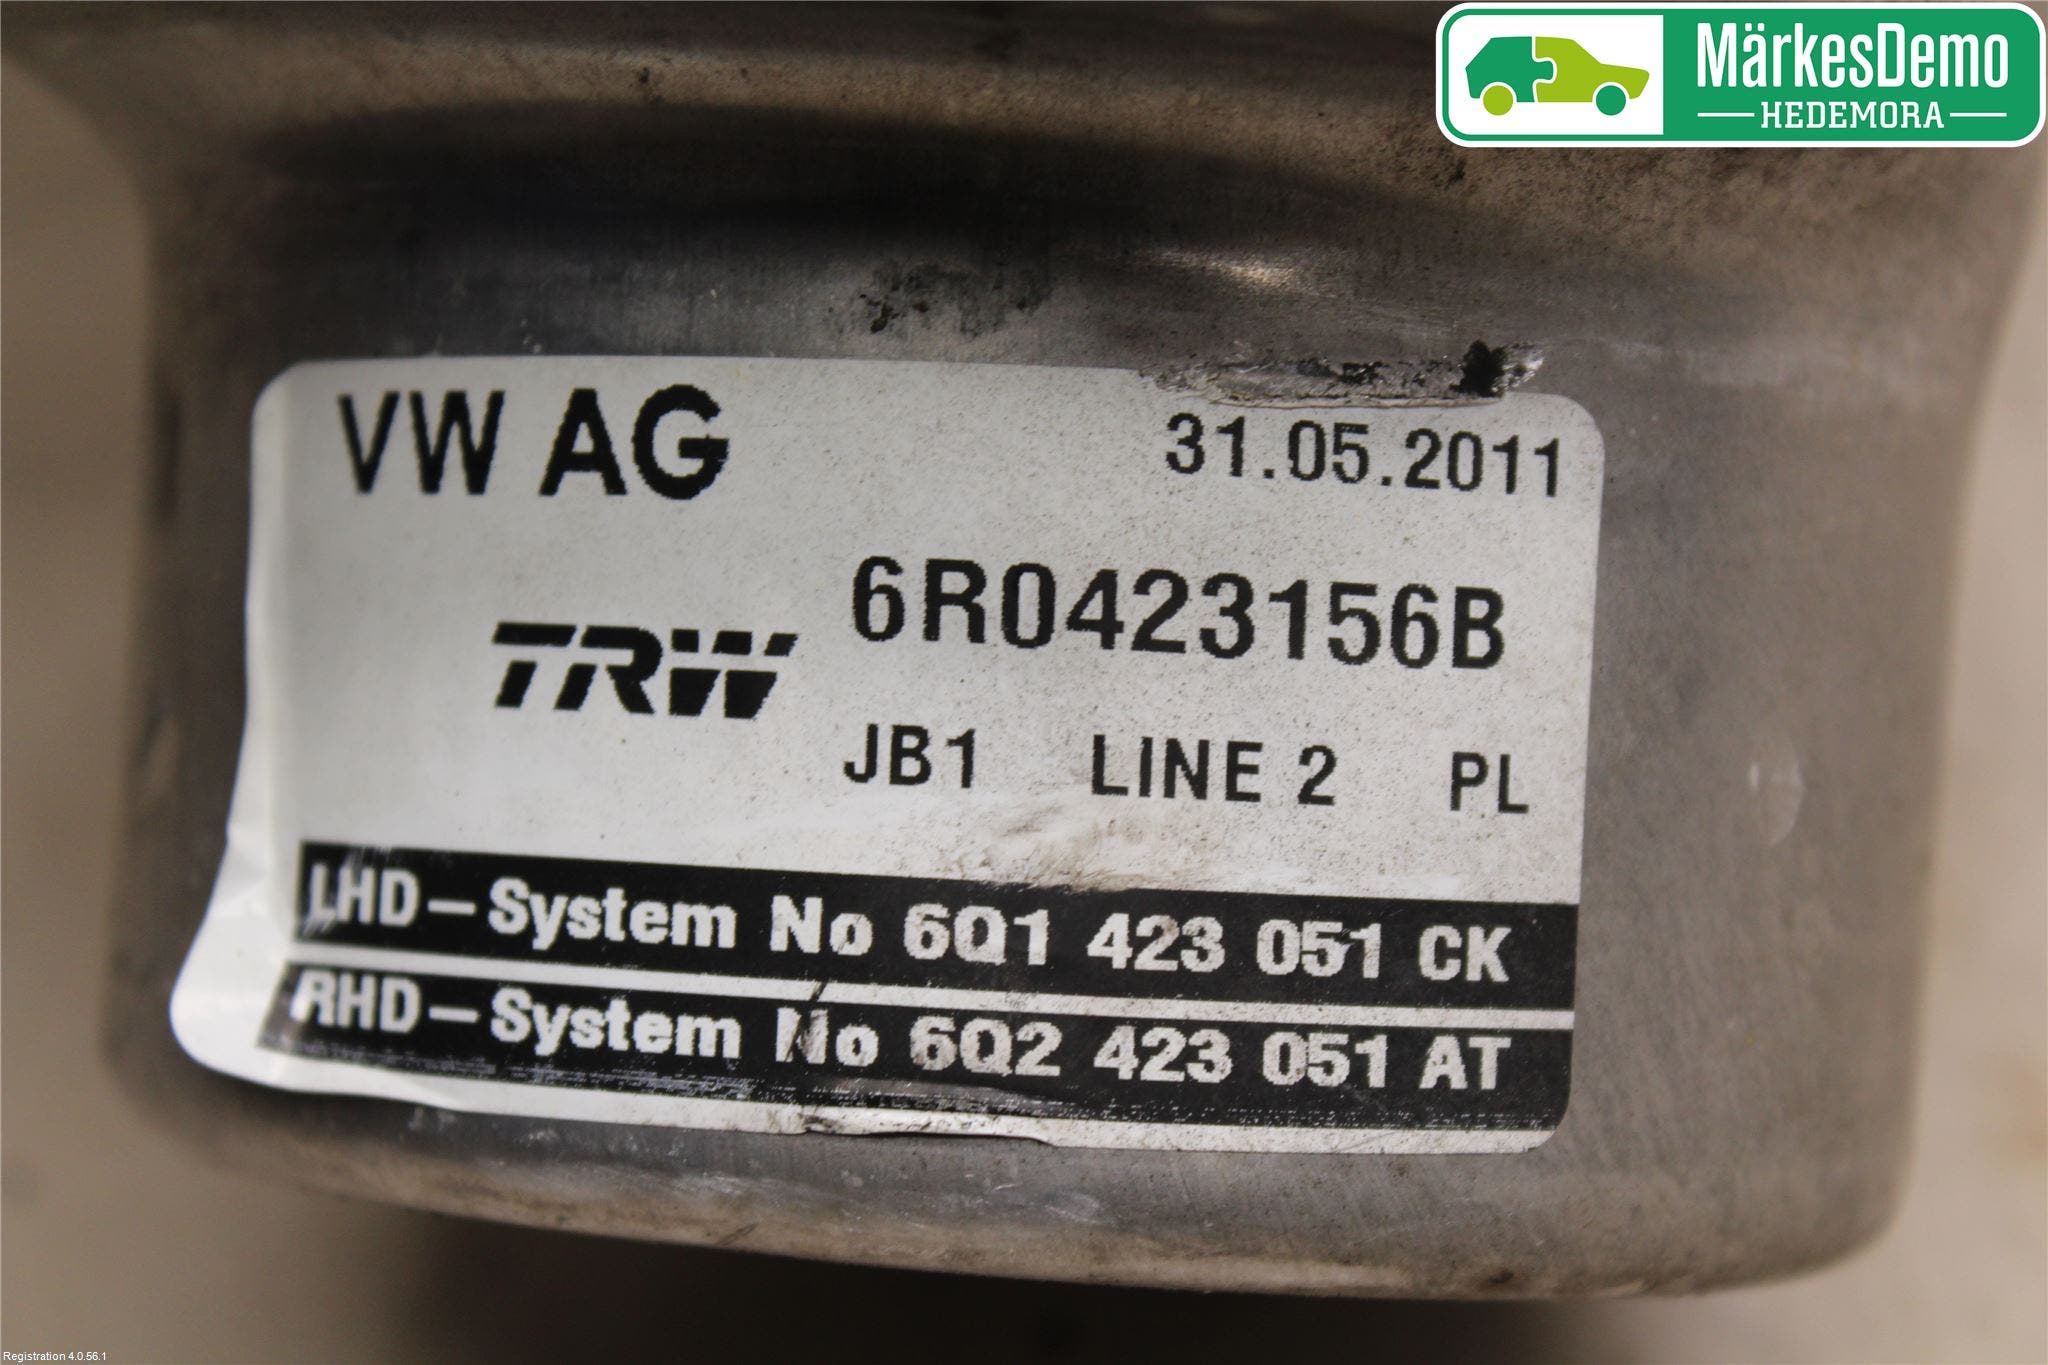 MärkesDemo
HEDEMORA
VW AG 31.05.2011
6R0423156B
TRW
JB1 LINE 2 PL
LHD-System No 6Q1 423 051 CK
RHD-System No 6Q2 423 051 AT
Registration 4.0.56.1